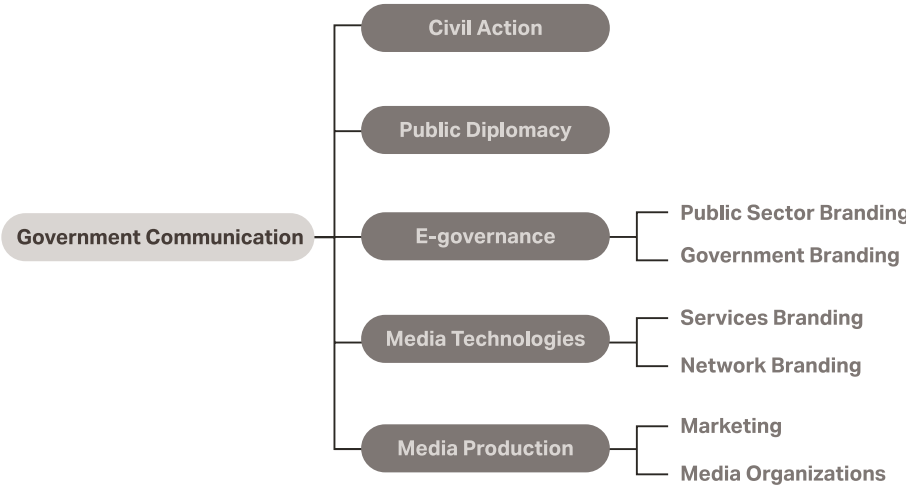 Civil Action
Public Diplomacy
Government Communication
E-governance
Public Sector Branding
Government Branding
Media Technologies
Services Branding
Network Branding
Media Production
Marketing
Media Organizations